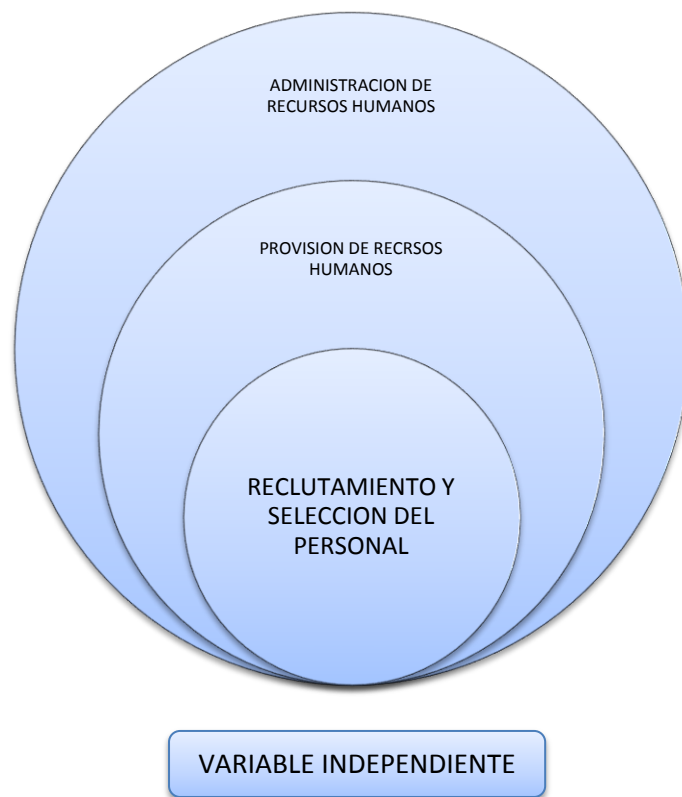 ADMINISTRACION DE
RECURSOS HUMANOS
PROVISION DE RECRSOS
HUMANOS
RECLUTAMIENTO Y
SELECCION DEL
PERSONAL
VARIABLE INDEPENDIENTE